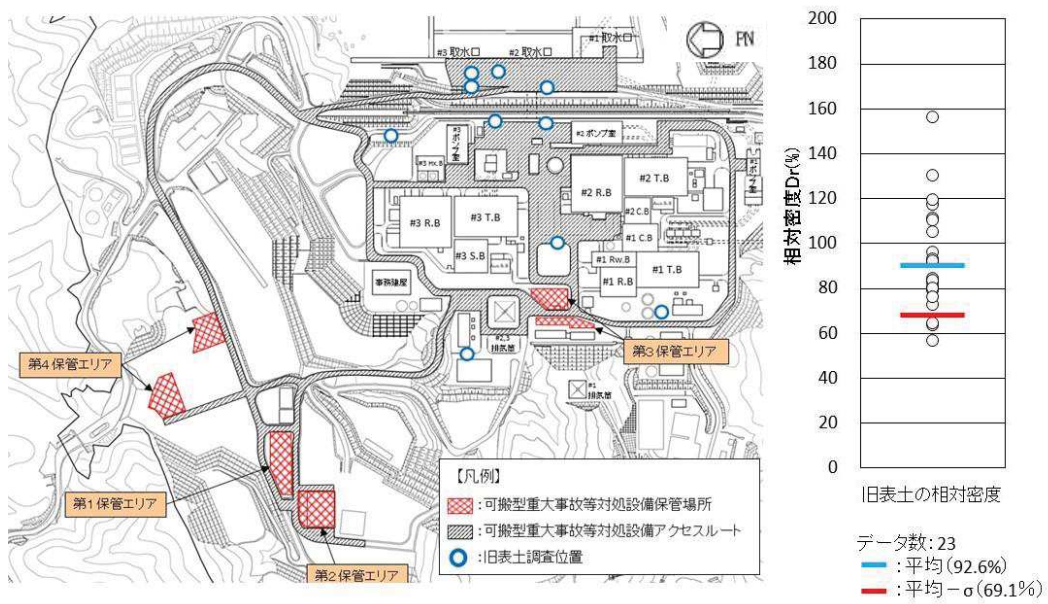 #3 取水口
#2 取水口
#1 取水口
PN
#3
ポンプ室
#2 ポンプ室
#3 Hx.B
#2 T.B
#2 R.B
#3 R.B
#3 T.B
#2 C.B
#1 C.B
#3 S.B
#1 Rw.B
#1 T.B
#1 R.B
事務建屋
#2,3
排気筒
#1
排気筒
第3保管エリア
第4保管エリア
第1保管エリア
第2保管エリア
【凡例】
:可搬型重大事故等対処設備保管場所
:可搬型重大事故等対処設備アクセスルート
:旧表土調査位置
相対密度Dr(%)
200
180
160
140
120
100
80
60
40
20
0
旧表土の相対密度
データ数:23
:平均(92.6%)
:平均-σ(69.1%)